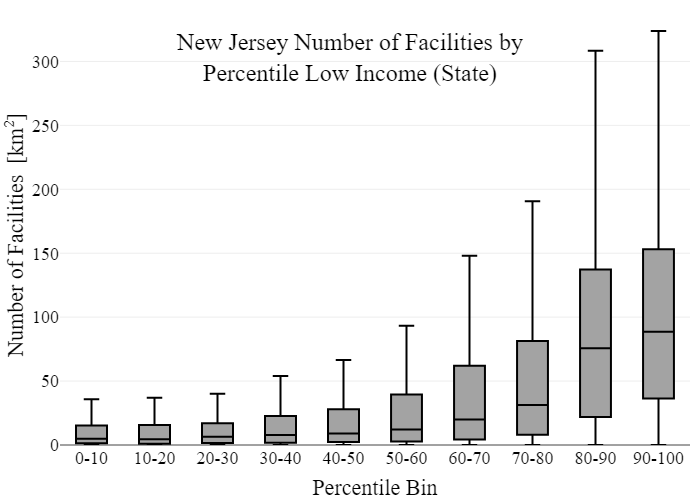 New Jersey Number of Facilities by
Percentile Low Income (State)
Number of Facilities [km²]
300
250
200
150
100
50
0
0-10 10-20 20-30 30-40 40-50 50-60 60-70 70-80 80-90 90-100
Percentile Bin